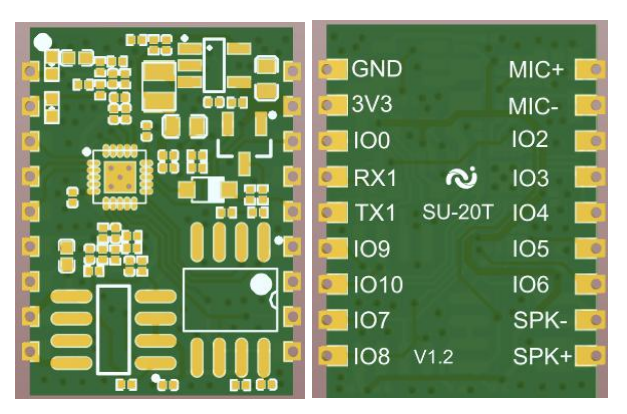 GND MIC+
3V3 MIC-
IO0 IO2
RX1 IO3
TX1 SU-20T IO4
IO9 IO5
IO10 IO6
IO7 SPK-
IO8 V1.2 SPK+